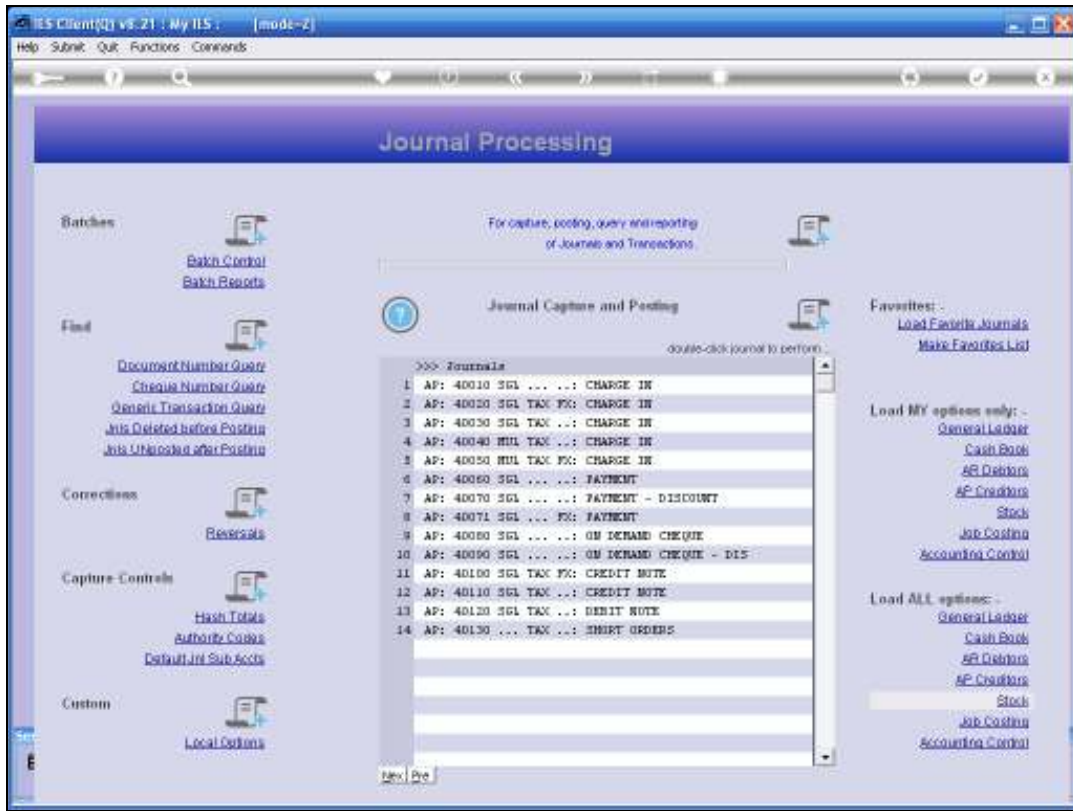 IES Client(Q) v8.21 : My IES : [mode=Z]
Help Submit Quit Functions Commands
Journal Processing
Batches
Batch Control
Batch Reports
Find
Document Number Query
Cheque Number Query
Generic Transaction Query
Jnls Deleted before Posting
Jnls UNposted after Posting
Corrections
Reversals
Capture Controls
Hash Totals
Authority Codes
Default Jnl Sub Accts
Custom
Local Options
For capture, posting, query and reporting
of Journals and Transactions.
Journal Capture and Posting
double-click journal to perform ..
>>> Journals
1 AP: 40010 SGL ... ..: CHARGE IN
2 AP: 40020 SGL TAX FX: CHARGE IN
3 AP: 40030 SGL TAX ..: CHARGE IN
4 AP: 40040 MUL TAX ..: CHARGE IN
5 AP: 40050 MUL TAX FX: CHARGE IN
6 AP: 40060 SGL ... ..: PAYMENT
7 AP: 40070 SGL ... ..: PAYMENT - DISCOUNT
8 AP: 40071 SGL ... FX: PAYMENT
9 AP: 40080 SGL ... ..: ON DEMAND CHEQUE
10 AP: 40090 SGL ... ..: ON DEMAND CHEQUE - DIS
11 AP: 40100 SGL TAX FX: CREDIT NOTE
12 AP: 40110 SGL TAX ..: CREDIT NOTE
13 AP: 40120 SGL TAX ..: DEBIT NOTE
14 AP: 40130 ... TAX ..: SHORT ORDERS
Nex Pre
Favorites: -
Load Favorite Journals
Make Favorites List
Load MY options only: -
General Ledger
Cash Book
AR Debtors
AP Creditors
Stock
Job Costing
Accounting Control
Load ALL options: -
General Ledger
Cash Book
AR Debtors
AP Creditors
Stock
Job Costing
Accounting Control